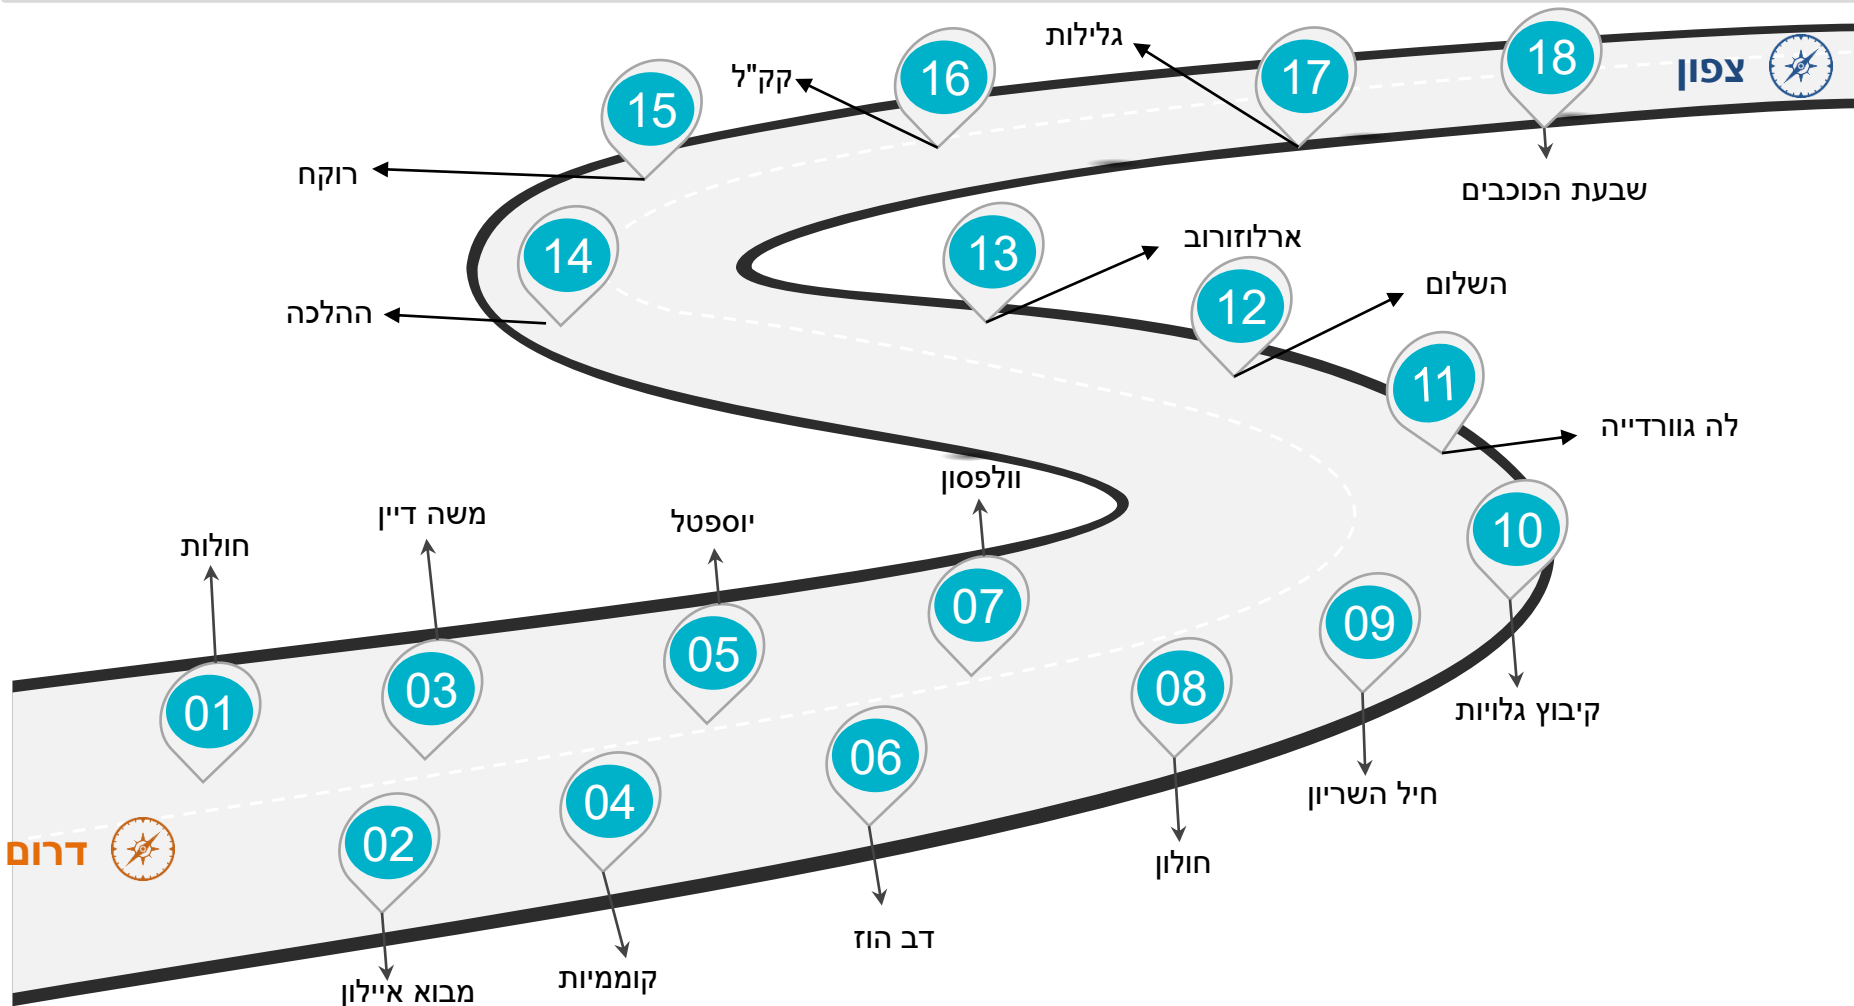 צפון
18
שבעת הכוכבים
17
גלילות
16
קק"ל
15
רוקח
14
ההלכה
13
ארלוזורוב
12
השלום
11
לה גוורדייה
10
קיבוץ גלויות
09
חיל השריון
08
חולון
07
וולפסון
06
דב הוז
05
יוספטל
04
קוממיות
03
משה דיין
02
מבוא איילון
01
חולות
דרום